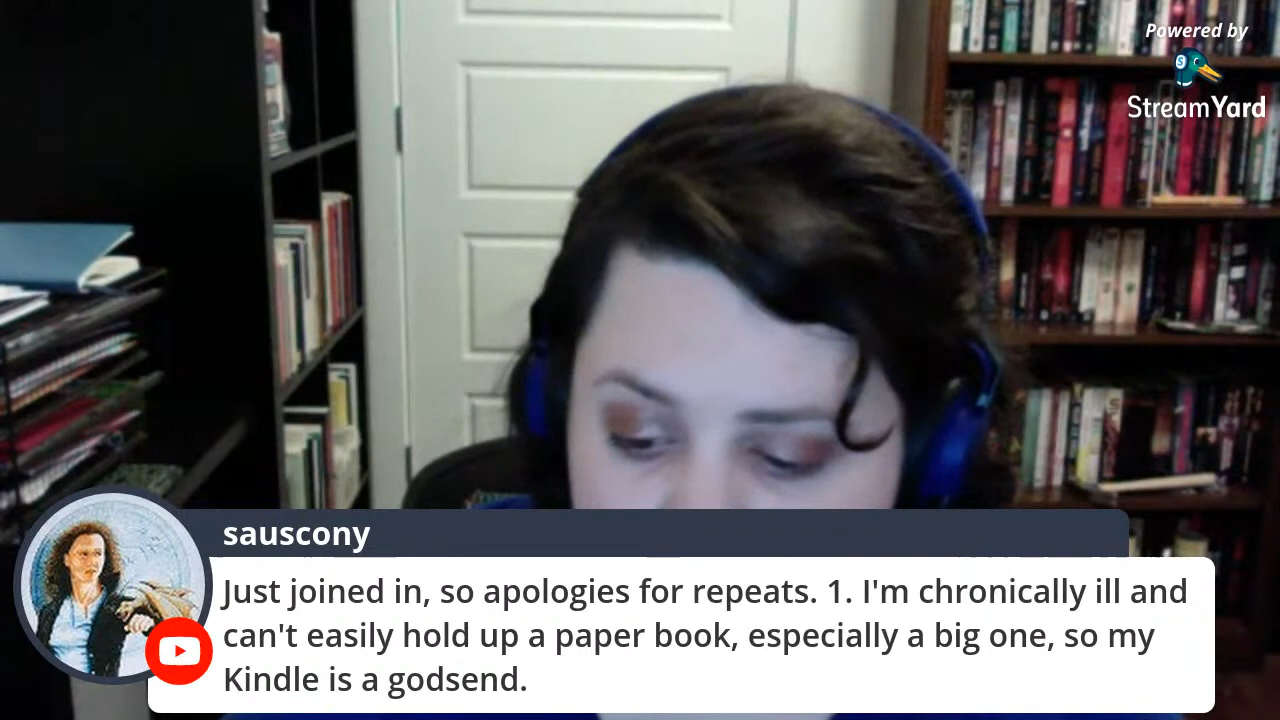 Powered by
StreamYard
sauscony
Just joined in, so apologies for repeats. 1. I'm chronically ill and
can't easily hold up a paper book, especially a big one, so my
Kindle is a godsend.